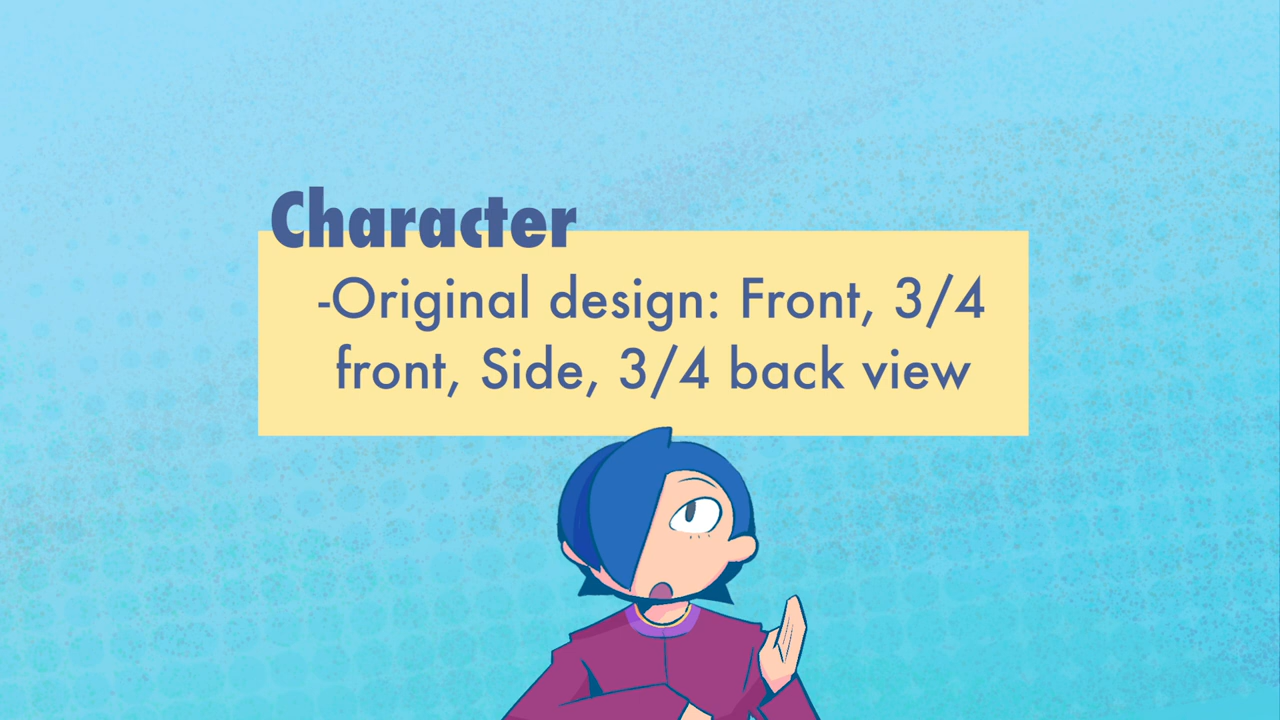 Character
-Original design: Front, 3/4
front, Side, 3/4 back view